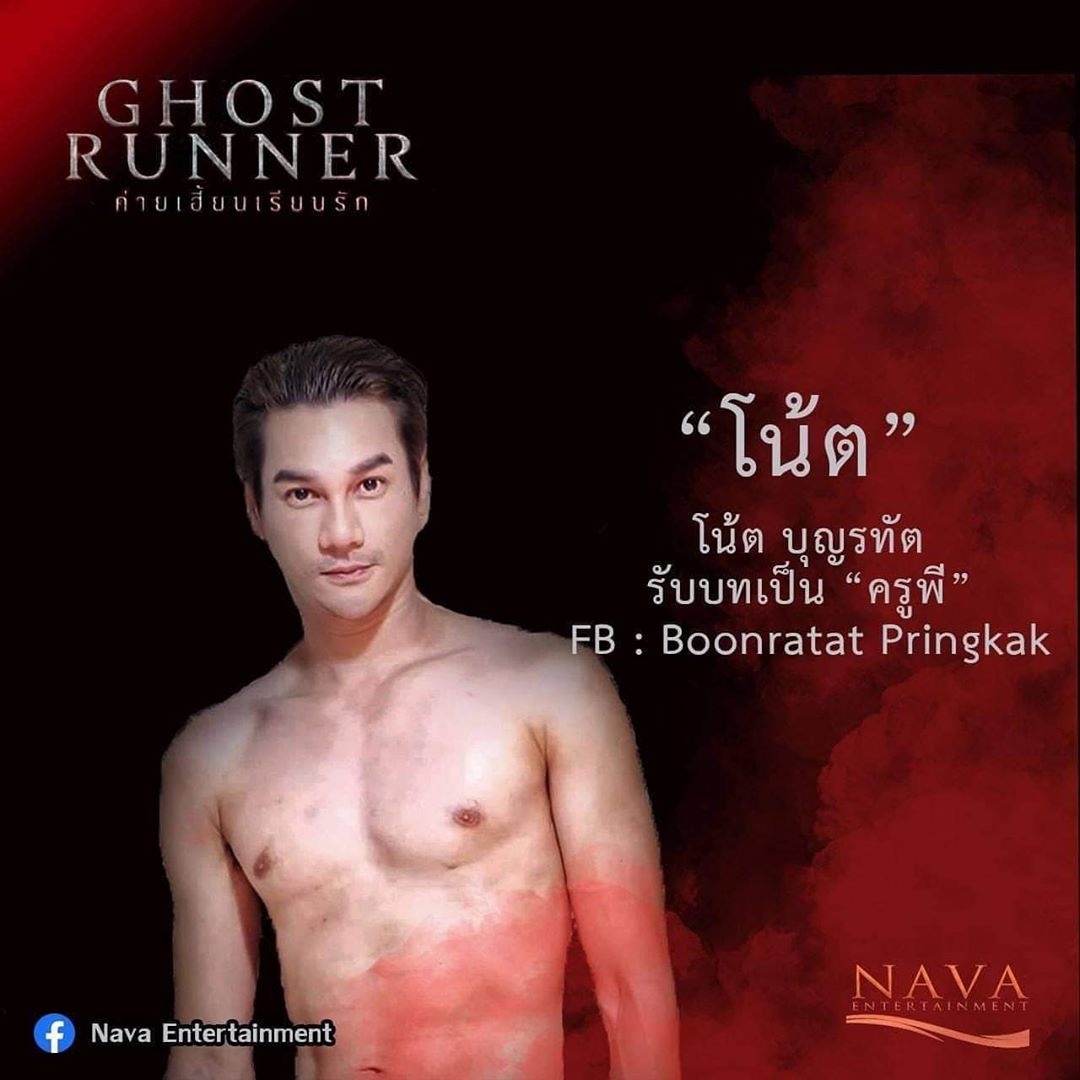 GHOST
RUNNER
ค่ายเฮี้ยนเรียบรัก
“โน้ต”
โน้ต บุญรทัต
รับบทเป็น “ครูพี”
FB : Boonratat Pringkak
NAVA
ENTERTAINMENT
Nava Entertainment